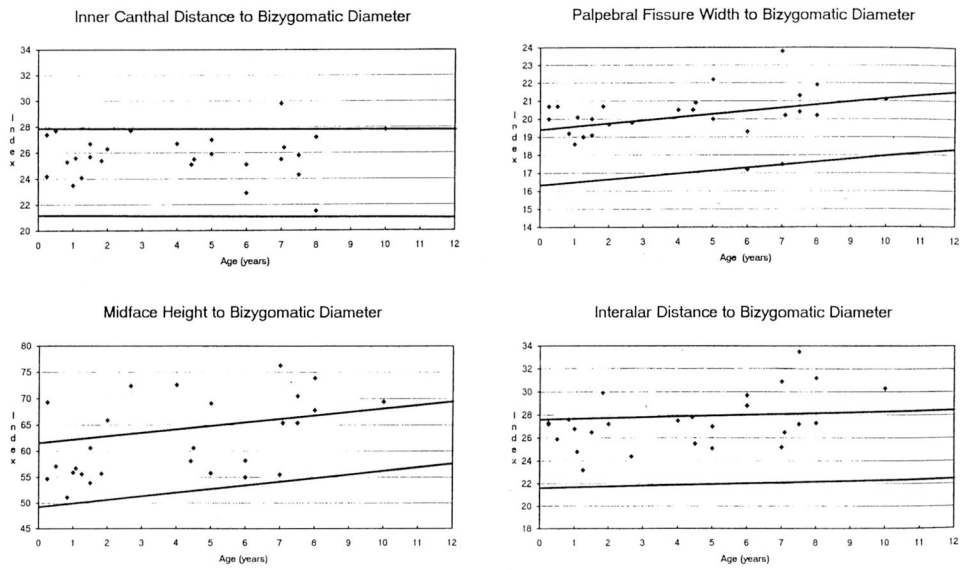 Inner Canthal Distance to Bizygomatic Diameter
34
32
30
28
26
24
22
20
Index
0 1 2 3 4 5 6 7 8 9 10 11 12
Age (years)
Palpebral Fissure Width to Bizygomatic Diameter
24
23
22
21
20
19
18
17
16
15
14
Index
0 1 2 3 4 5 6 7 8 9 10 11 12
Age (years)
Midface Height to Bizygomatic Diameter
80
75
70
65
60
55
50
45
Index
0 1 2 3 4 5 6 7 8 9 10 11 12
Age (years)
Interalar Distance to Bizygomatic Diameter
34
32
30
28
26
24
22
20
18
Index
0 1 2 3 4 5 6 7 8 9 10 11 12
Age (years)